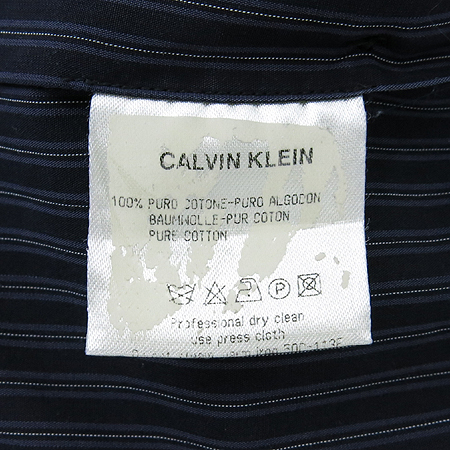 CALVIN KLEIN
100% PURO COTONE-PURO ALGODON
BAUMWOLLE-PUR COTON
PURE COTTON
Professional dry clean
use press cloth